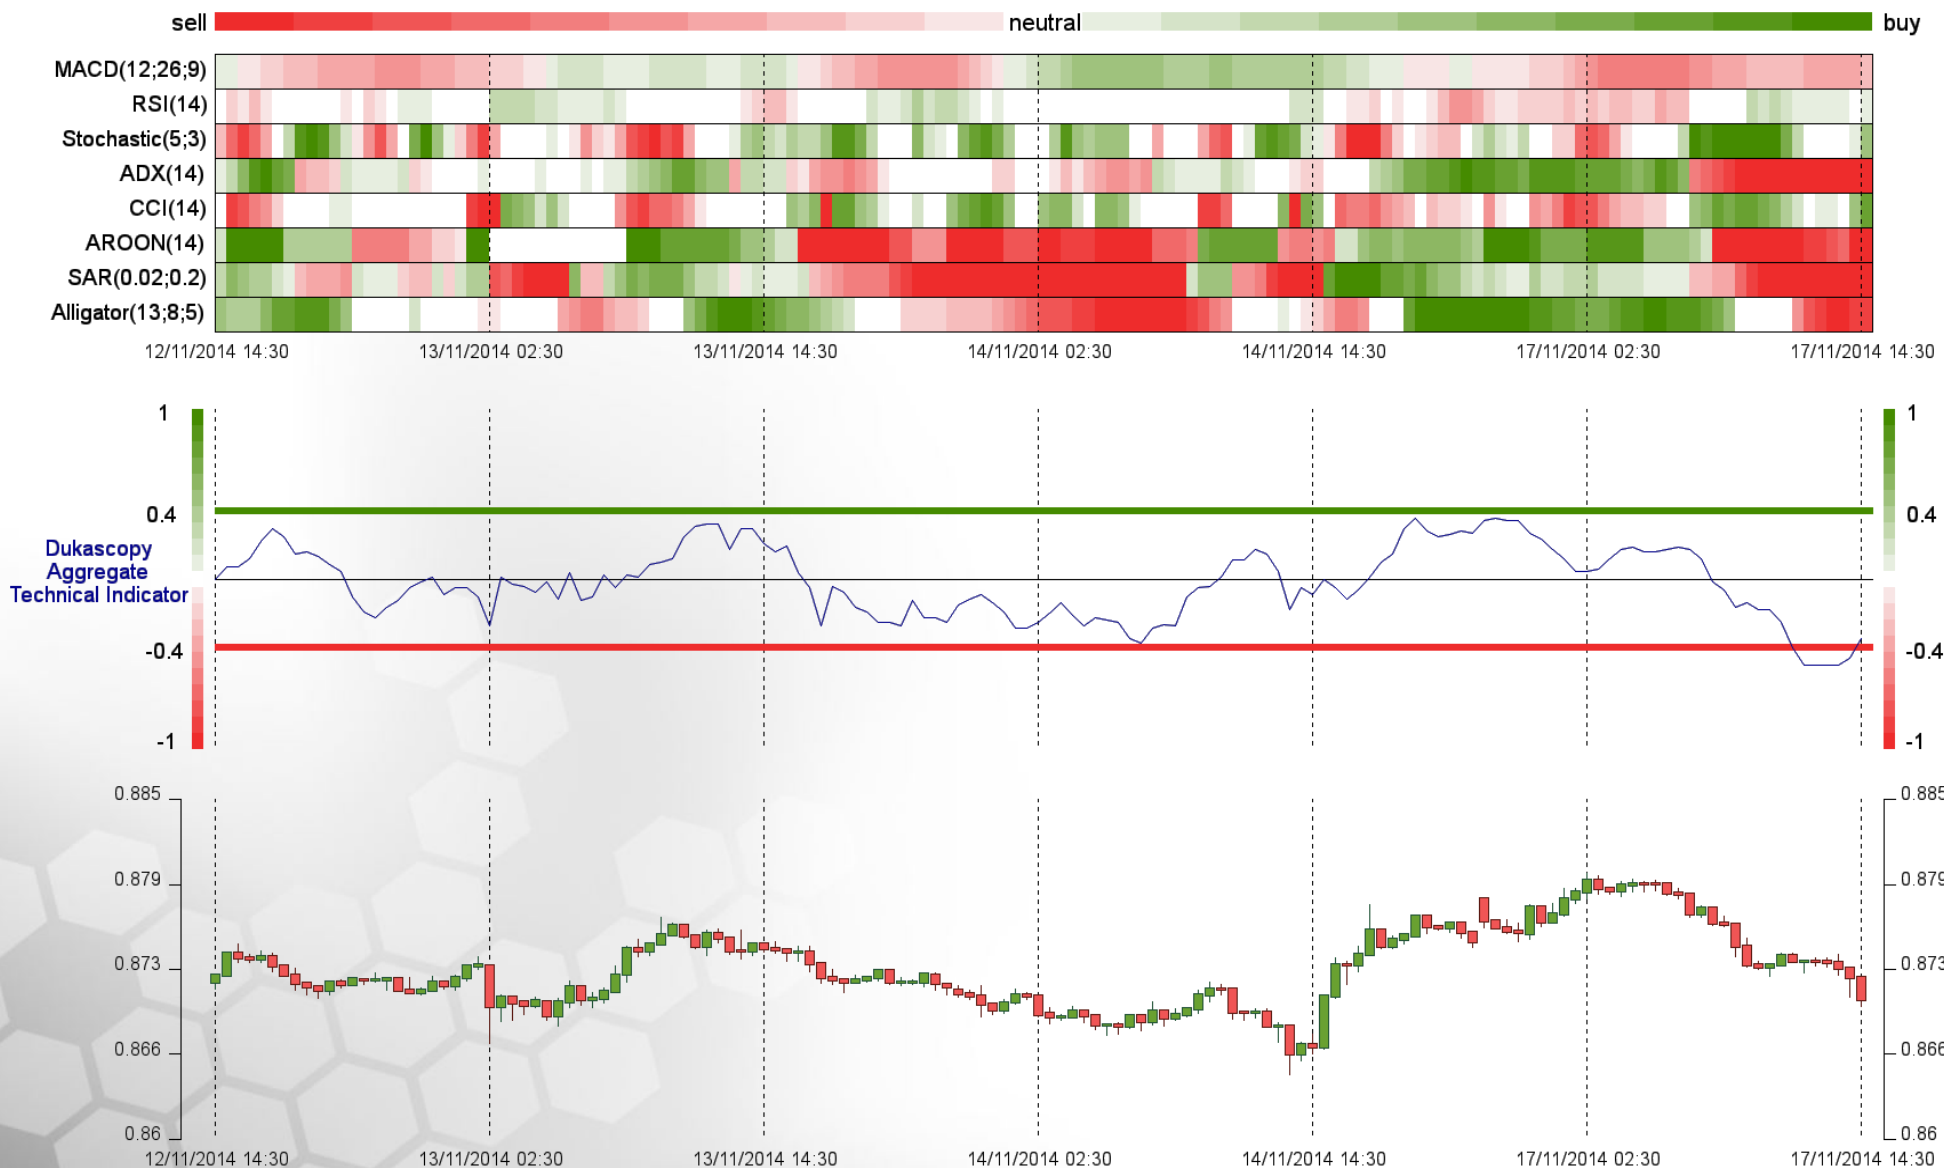 sell neutral buy
MACD(12;26;9)
RSI(14)
Stochastic(5;3)
ADX(14)
CCI(14)
AROON(14)
SAR(0.02;0.2)
Alligator(13;8;5)
12/11/2014 14:30 13/11/2014 02:30 13/11/2014 14:30 14/11/2014 02:30 14/11/2014 14:30 17/11/2014 02:30 17/11/2014 14:30
1 1
0.4 0.4
Dukascopy
Aggregate
Technical Indicator
-0.4 -0.4
-1 -1
0.885 0.885
0.879 0.879
0.873 0.873
0.866 0.866
0.86 0.86
12/11/2014 14:30 13/11/2014 02:30 13/11/2014 14:30 14/11/2014 02:30 14/11/2014 14:30 17/11/2014 02:30 17/11/2014 14:30